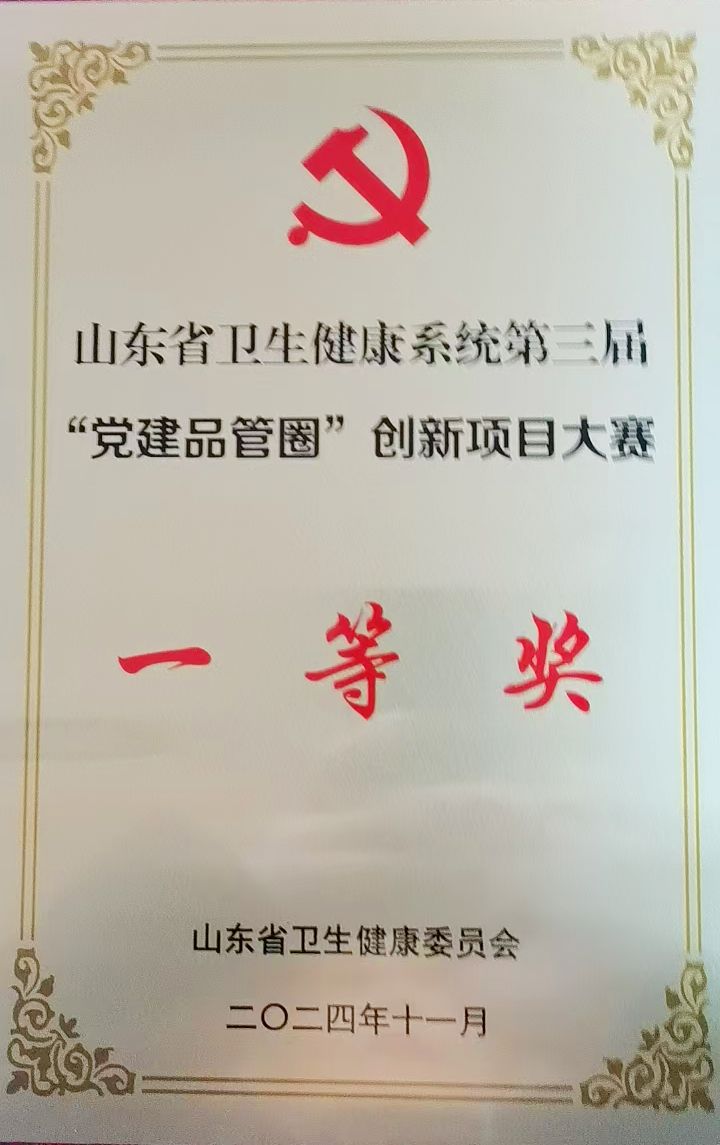 山东省卫生健康系统第三届
“党建品管圈”创新项目大赛
一等奖
山东省卫生健康委员会
二〇二四年十一月